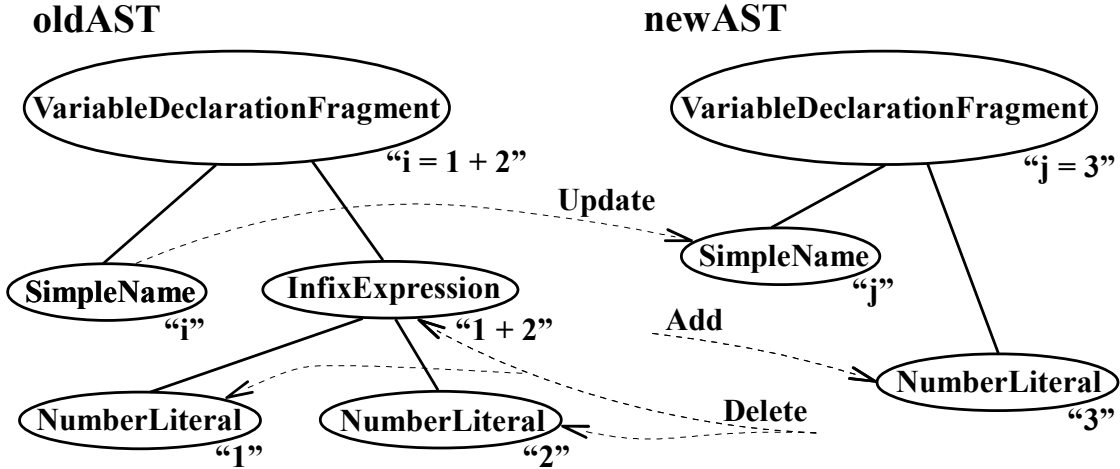 oldAST
newAST
VariableDeclarationFragment
“i = 1 + 2”
VariableDeclarationFragment
“j = 3”
Update
SimpleName
“i”
InfixExpression
“1 + 2”
SimpleName
“j”
Add
NumberLiteral
“1”
NumberLiteral
“2”
Delete
NumberLiteral
“3”